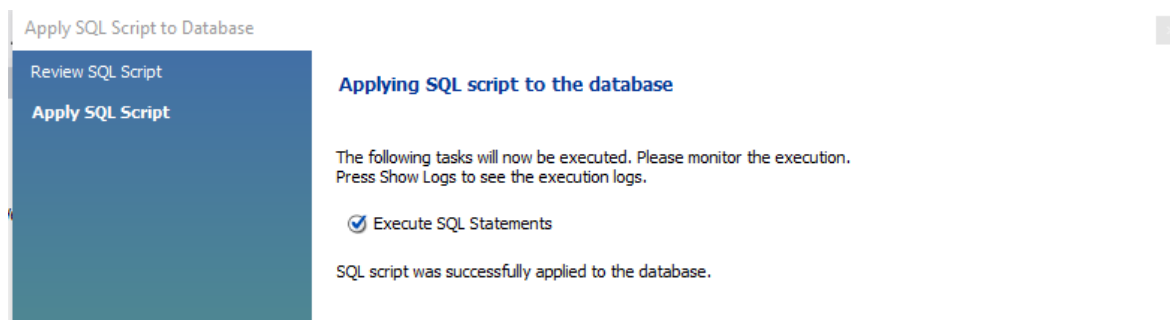 Apply SQL Script to Database
Review SQL Script
Apply SQL Script
Applying SQL script to the database
The following tasks will now be executed. Please monitor the execution.
Press Show Logs to see the execution logs.
Execute SQL Statements
SQL script was successfully applied to the database.